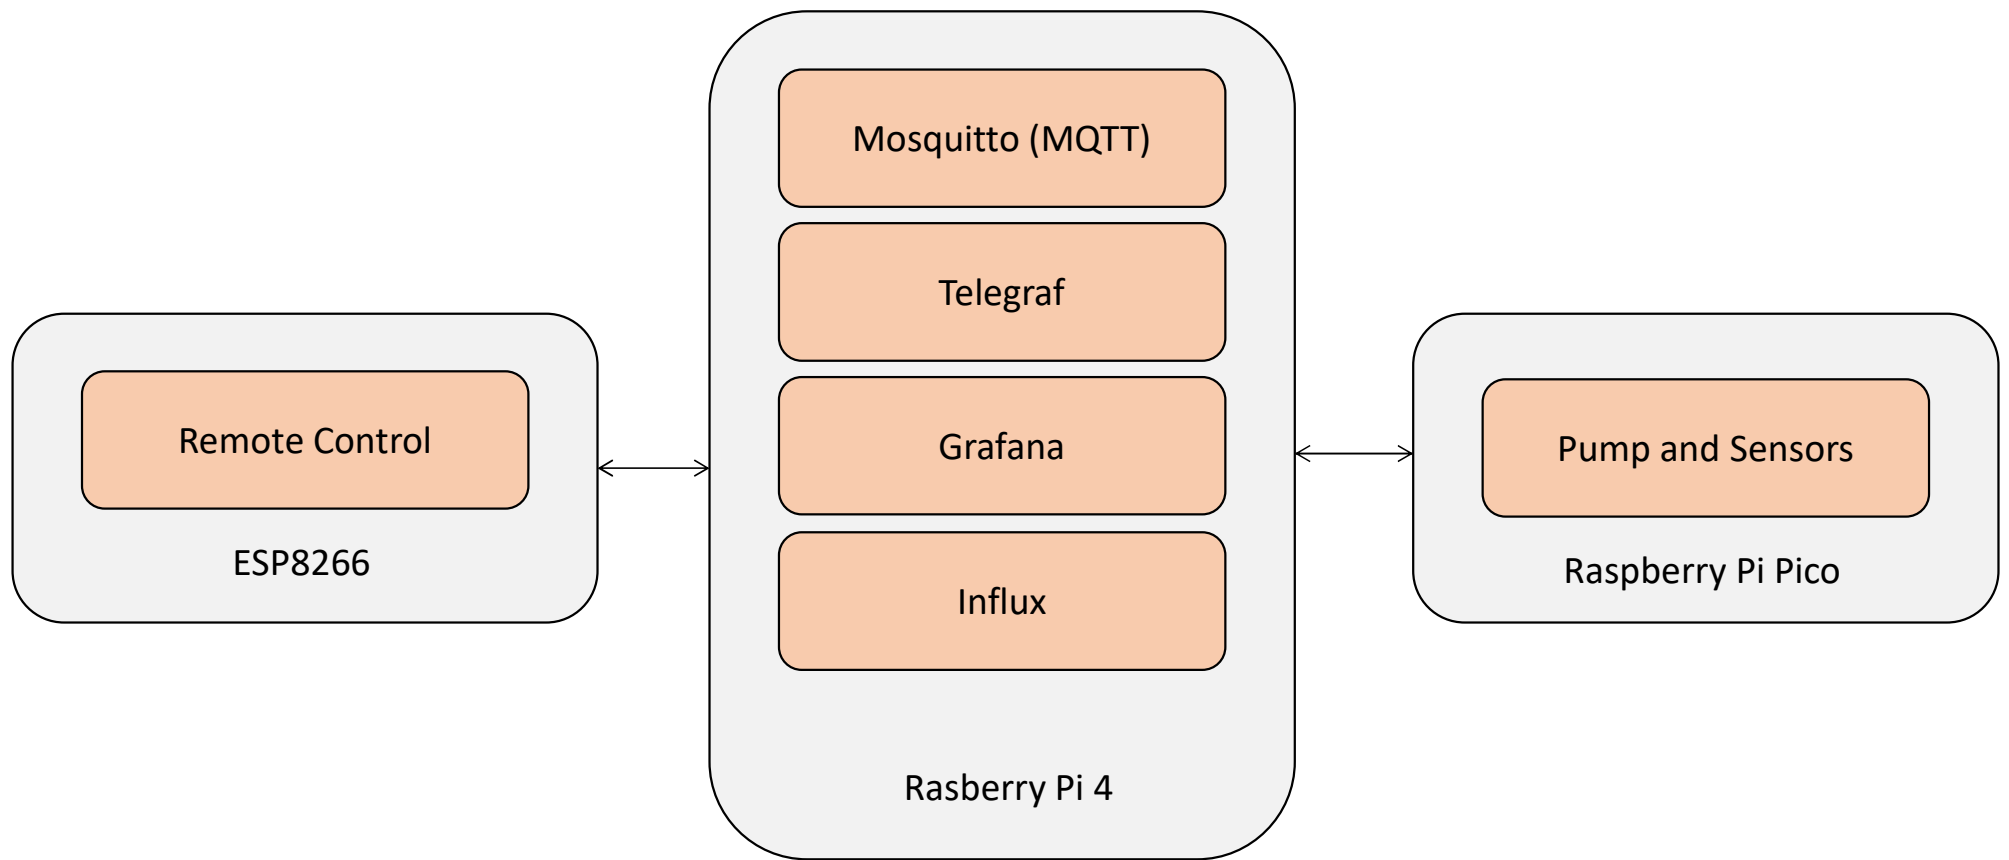 Mosquitto (MQTT)
Telegraf
Grafana
Influx
Rasberry Pi 4
Remote Control
ESP8266
Pump and Sensors
Raspberry Pi Pico